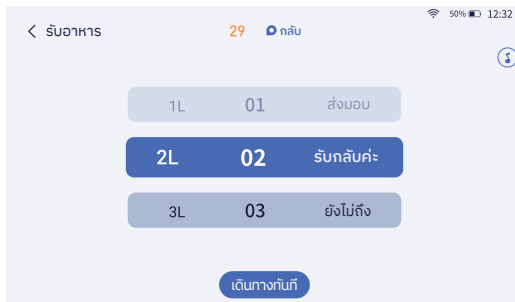 50% 12:32
รับอาหาร 29 กลับ
1L 01 ส่งมอบ
2L 02 รับกลับค่ะ
3L 03 ยังไม่ถึง
เดินทางทันที